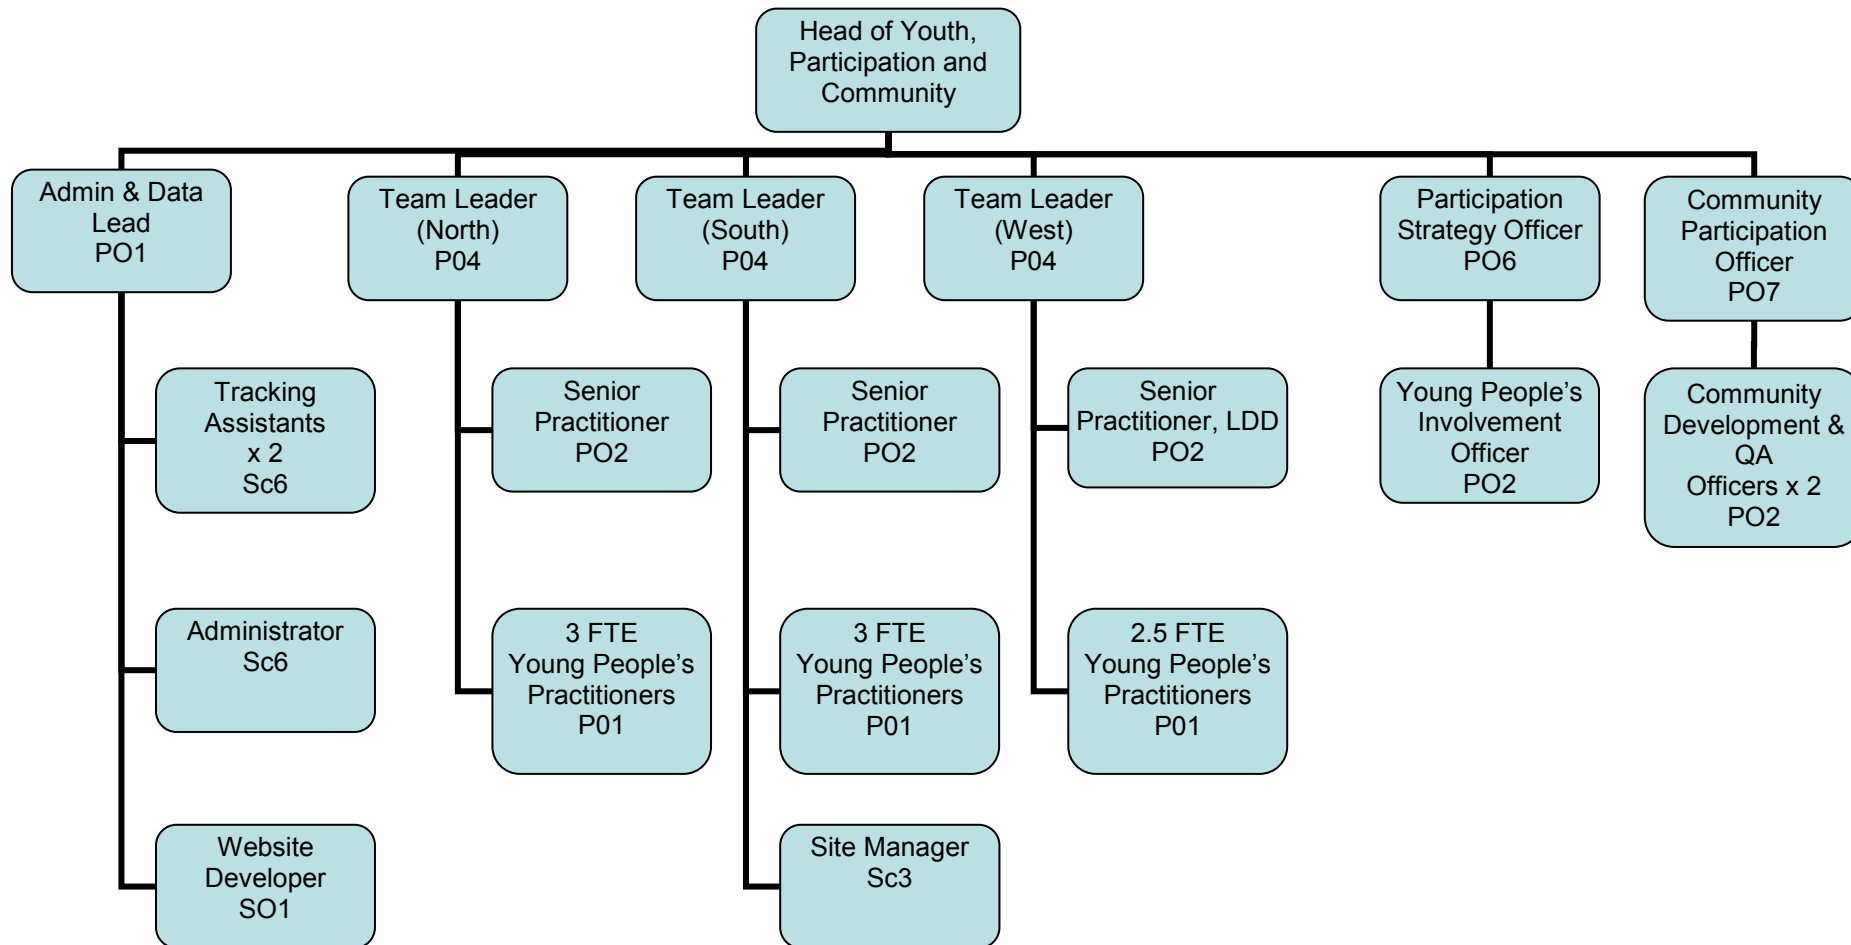 Head of Youth,
Participation and
Community
Admin & Data
Lead
PO1
Team Leader
(North)
P04
Team Leader
(South)
P04
Team Leader
(West)
P04
Participation
Strategy Officer
PO6
Community
Participation
Officer
PO7
Tracking
Assistants
x 2
Sc6
Senior
Practitioner
PO2
Senior
Practitioner
PO2
Senior
Practitioner, LDD
PO2
Young People’s
Involvement
Officer
PO2
Community
Development &
QA
Officers x 2
PO2
Administrator
Sc6
3 FTE
Young People’s
Practitioners
P01
3 FTE
Young People’s
Practitioners
P01
2.5 FTE
Young People’s
Practitioners
P01
Website
Developer
SO1
Site Manager
Sc3